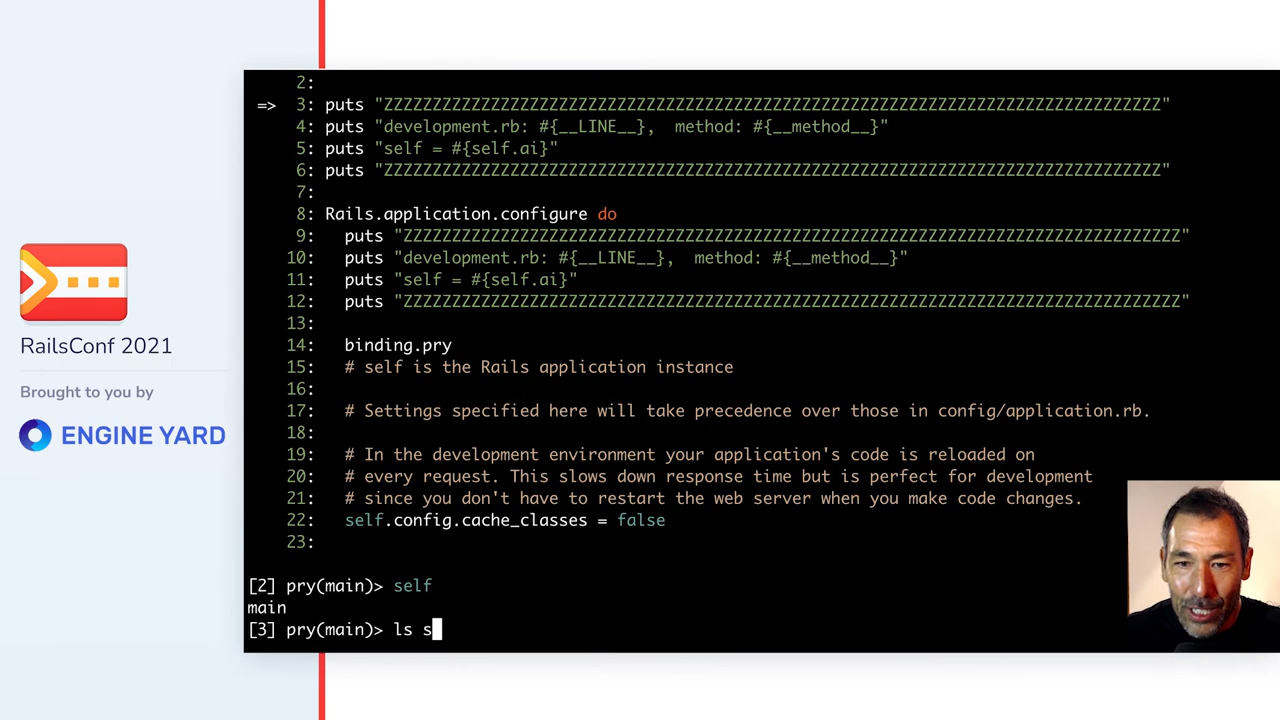 2:
=> 3: puts "ZZZZZZZZZZZZZZZZZZZZZZZZZZZZZZZZZZZZZZZZZZZZZZZZZZZZZZZZZZZZZZZZZZZZZZZZZZZZZZZZ"
4: puts "development.rb: #{__LINE__},  method: #{__method__}"
5: puts "self = #{self.ai}"
6: puts "ZZZZZZZZZZZZZZZZZZZZZZZZZZZZZZZZZZZZZZZZZZZZZZZZZZZZZZZZZZZZZZZZZZZZZZZZZZZZZZZZ"
7:
8: Rails.application.configure do
9:   puts "ZZZZZZZZZZZZZZZZZZZZZZZZZZZZZZZZZZZZZZZZZZZZZZZZZZZZZZZZZZZZZZZZZZZZZZZZZZZZZZZZ"
10:   puts "development.rb: #{__LINE__},  method: #{__method__}"
11:   puts "self = #{self.ai}"
12:   puts "ZZZZZZZZZZZZZZZZZZZZZZZZZZZZZZZZZZZZZZZZZZZZZZZZZZZZZZZZZZZZZZZZZZZZZZZZZZZZZZZZ"
13:
14:   binding.pry
15:   # self is the Rails application instance
16:
17:   # Settings specified here will take precedence over those in config/application.rb.
18:
19:   # In the development environment your application's code is reloaded on
20:   # every request. This slows down response time but is perfect for development
21:   # since you don't have to restart the web server when you make code changes.
22:   self.config.cache_classes = false
23:
[2] pry(main)> self
main
[3] pry(main)> ls s
RailsConf 2021
Brought to you by
ENGINE YARD